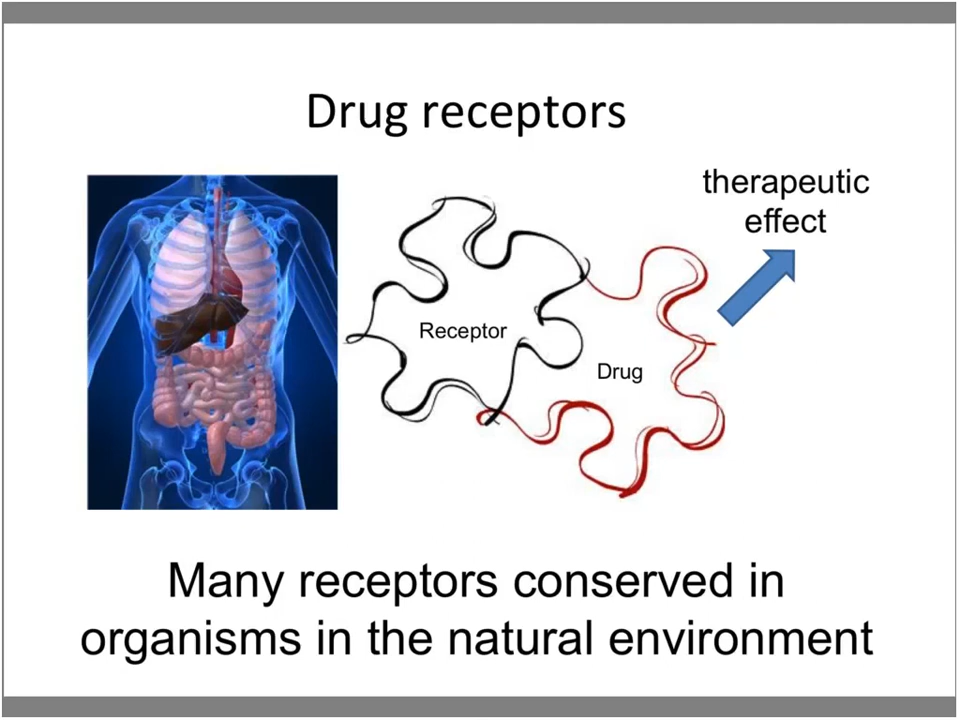 Drug receptors
therapeutic
effect
Receptor
Drug
Many receptors conserved in
organisms in the natural environment